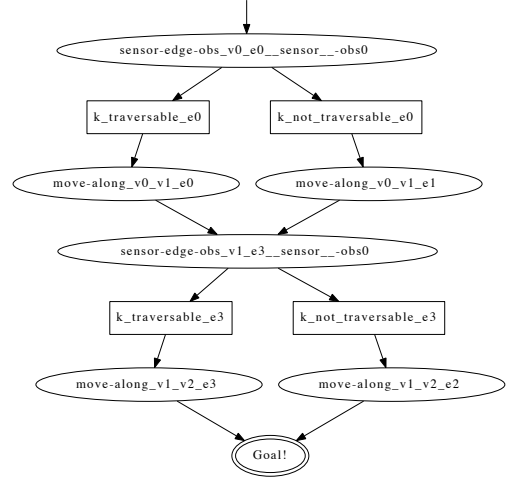 sensor-edge-obs_v0_e0__sensor__-obs0
k_traversable_e0
k_not_traversable_e0
move-along_v0_v1_e0
move-along_v0_v1_e1
sensor-edge-obs_v1_e3__sensor__-obs0
k_traversable_e3
k_not_traversable_e3
move-along_v1_v2_e3
move-along_v1_v2_e2
Goal!